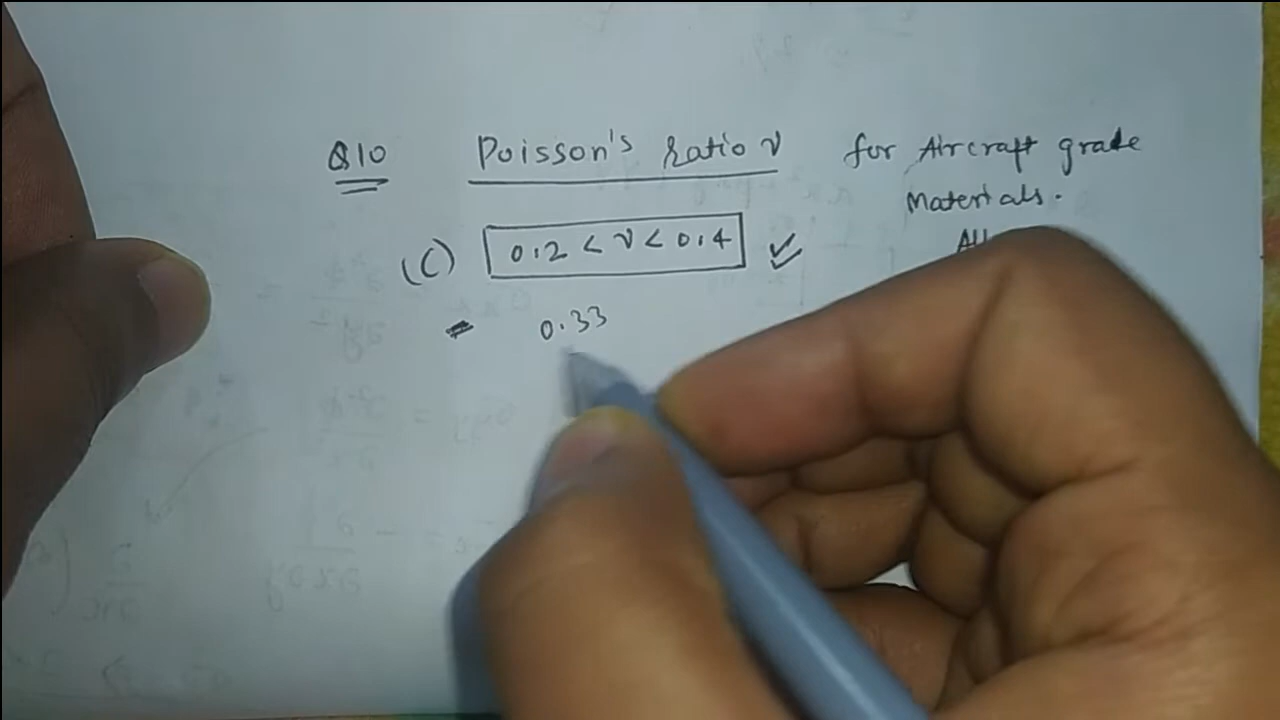 Q10 Poisson's ratio ν for Aircraft grade
Materials.
(C) 0.2 < ν < 0.4
0.33